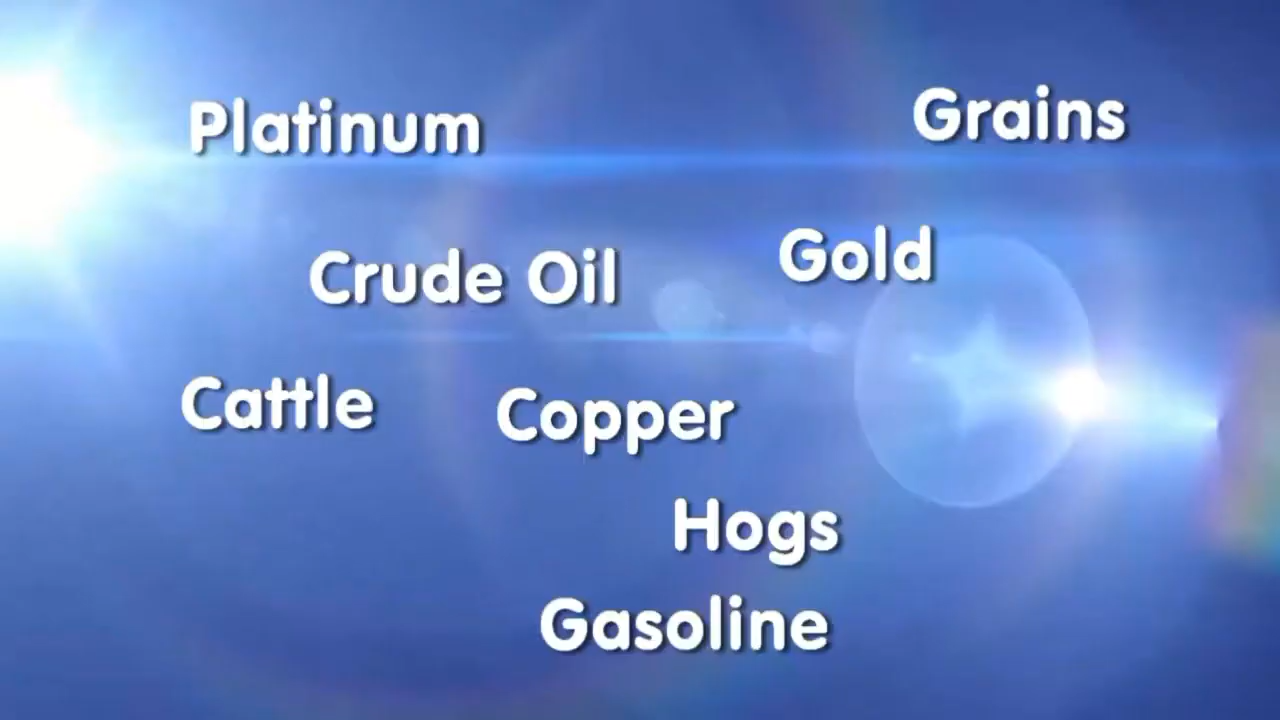 Platinum
Grains
Crude Oil
Gold
Cattle
Copper
Hogs
Gasoline